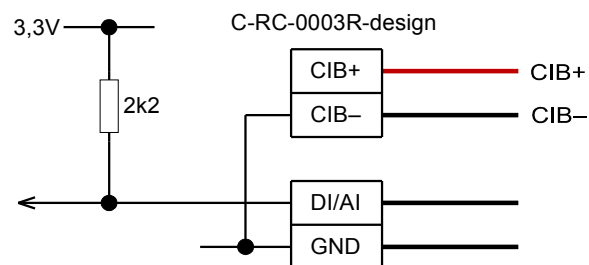 3,3V
C-RC-0003R-design
2k2
CIB+
CIB+
CIB–
CIB–
DI/AI
GND